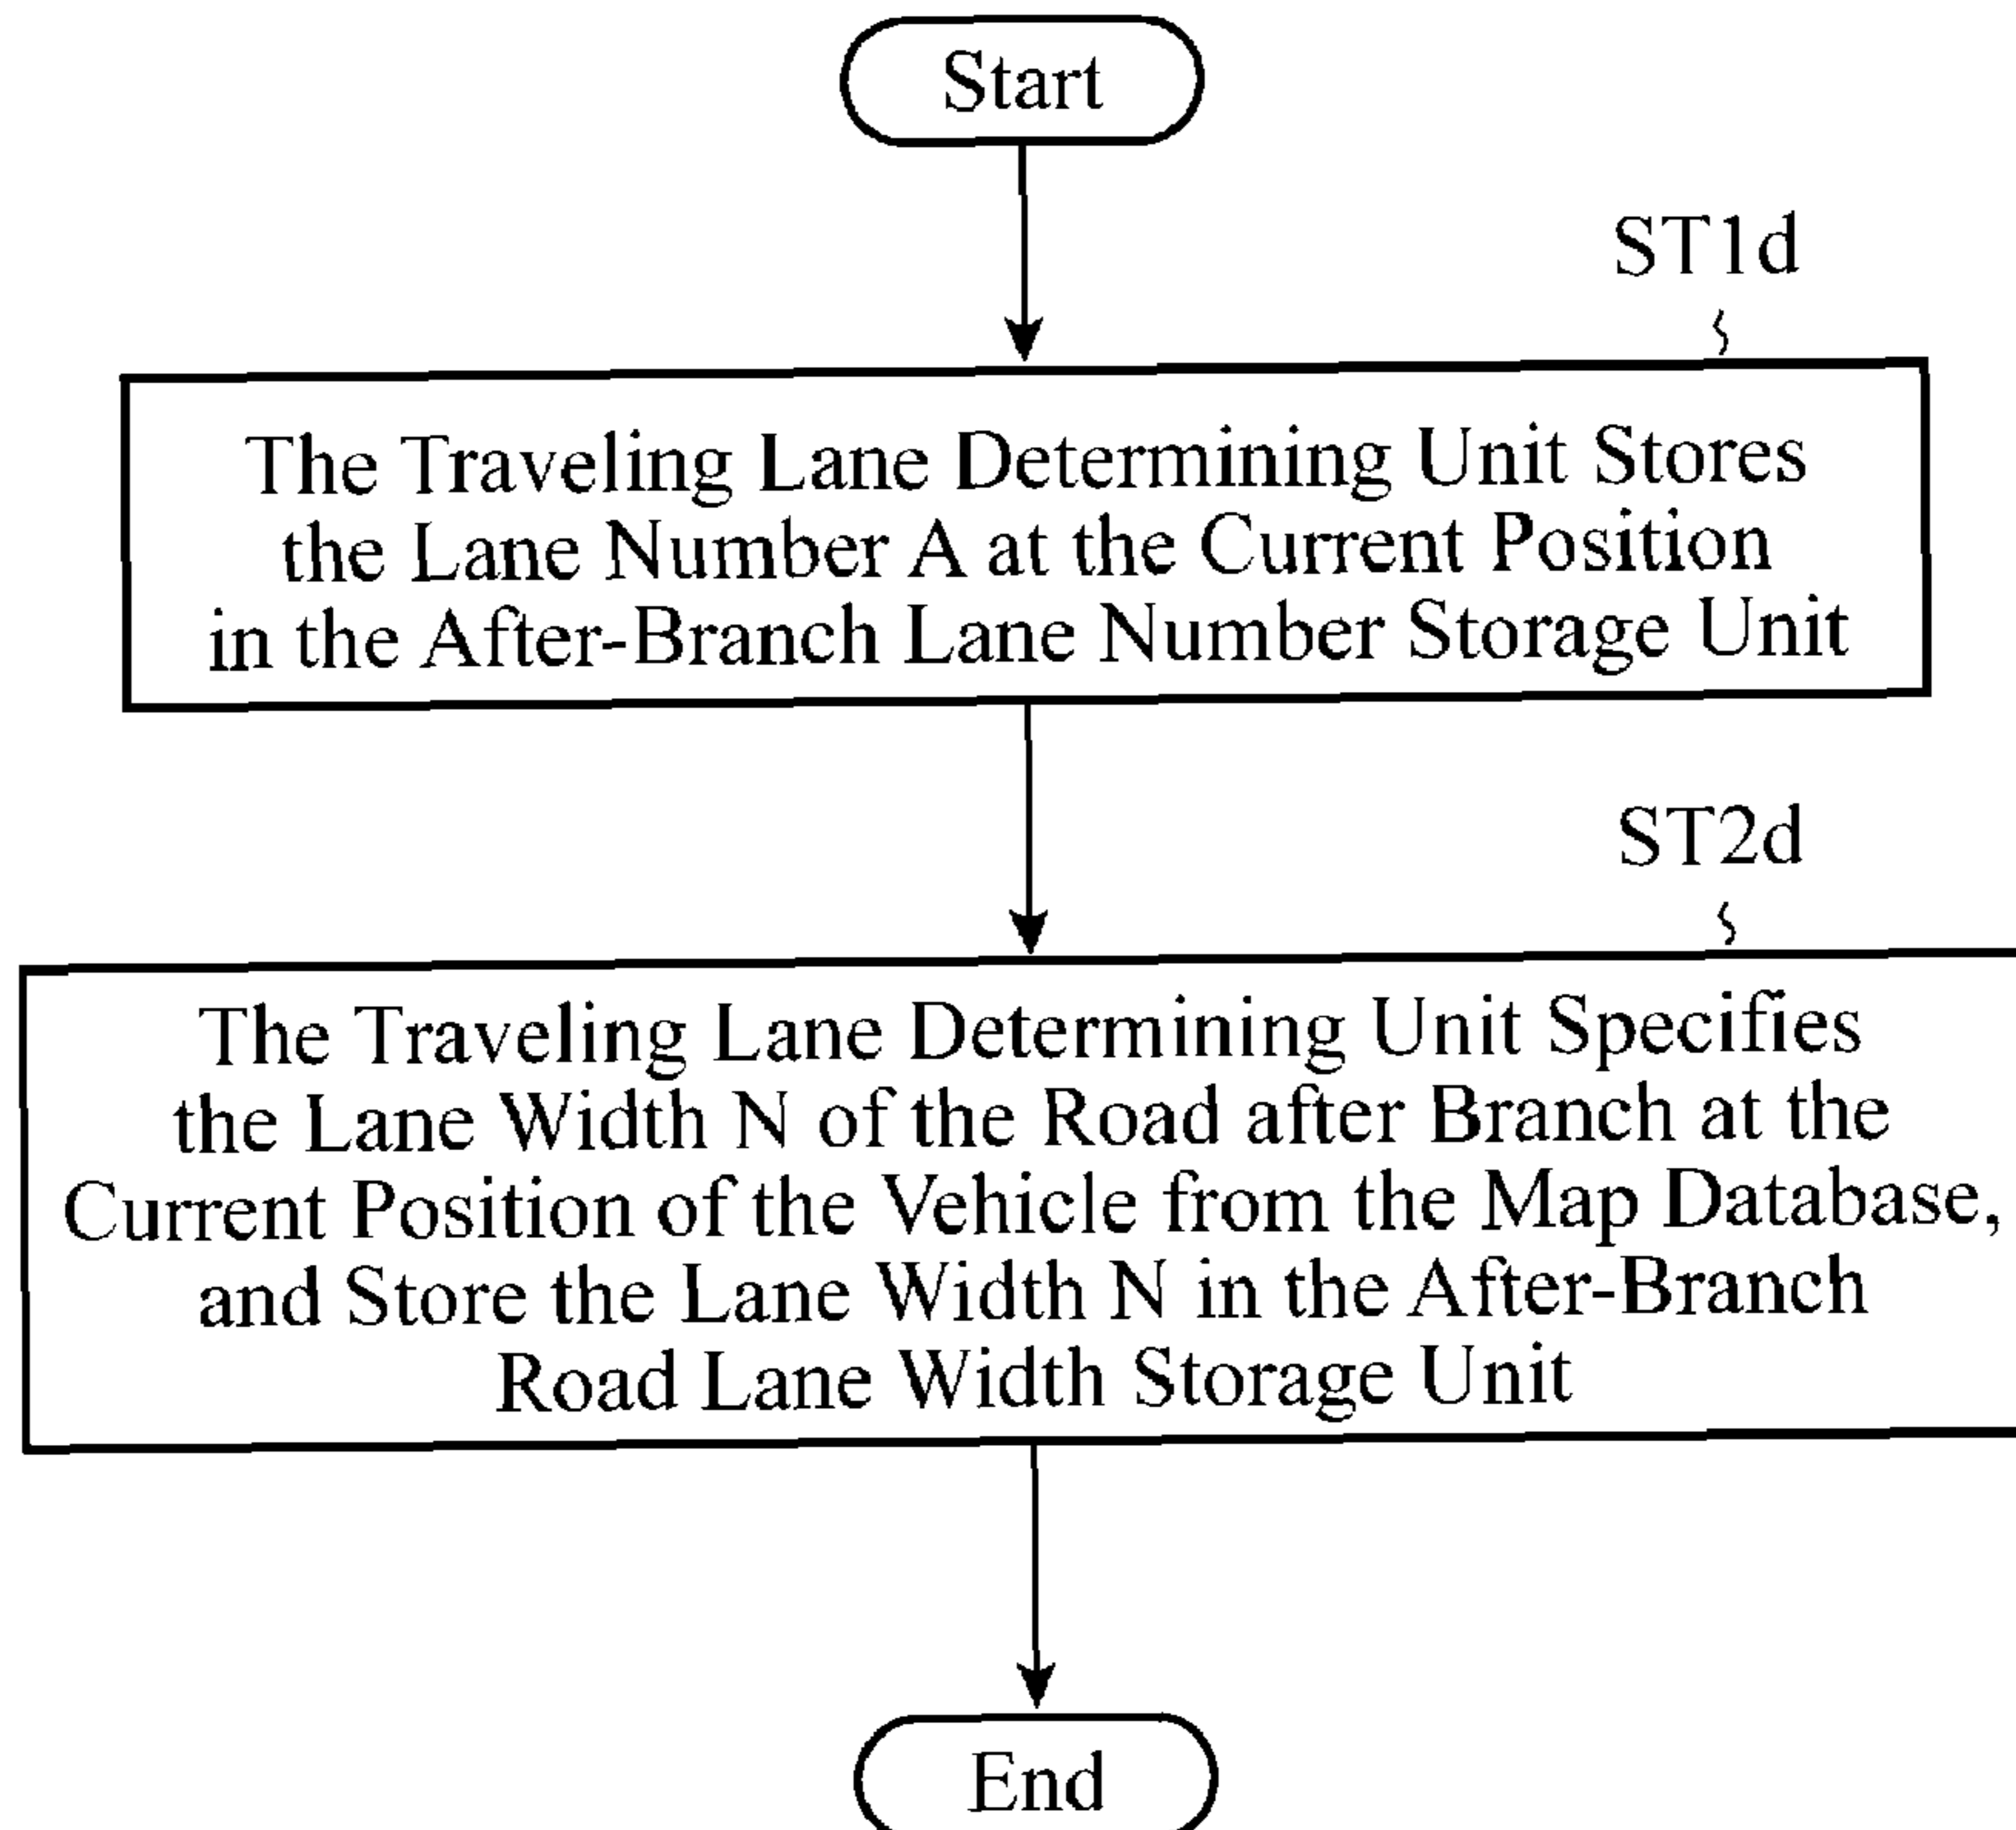 Start
ST1d
The Traveling Lane Determining Unit Stores
the Lane Number A at the Current Position
in the After-Branch Lane Number Storage Unit
ST2d
The Traveling Lane Determining Unit Specifies
the Lane Width N of the Road after Branch at the
Current Position of the Vehicle from the Map Database,
and Store the Lane Width N in the After-Branch
Road Lane Width Storage Unit
End